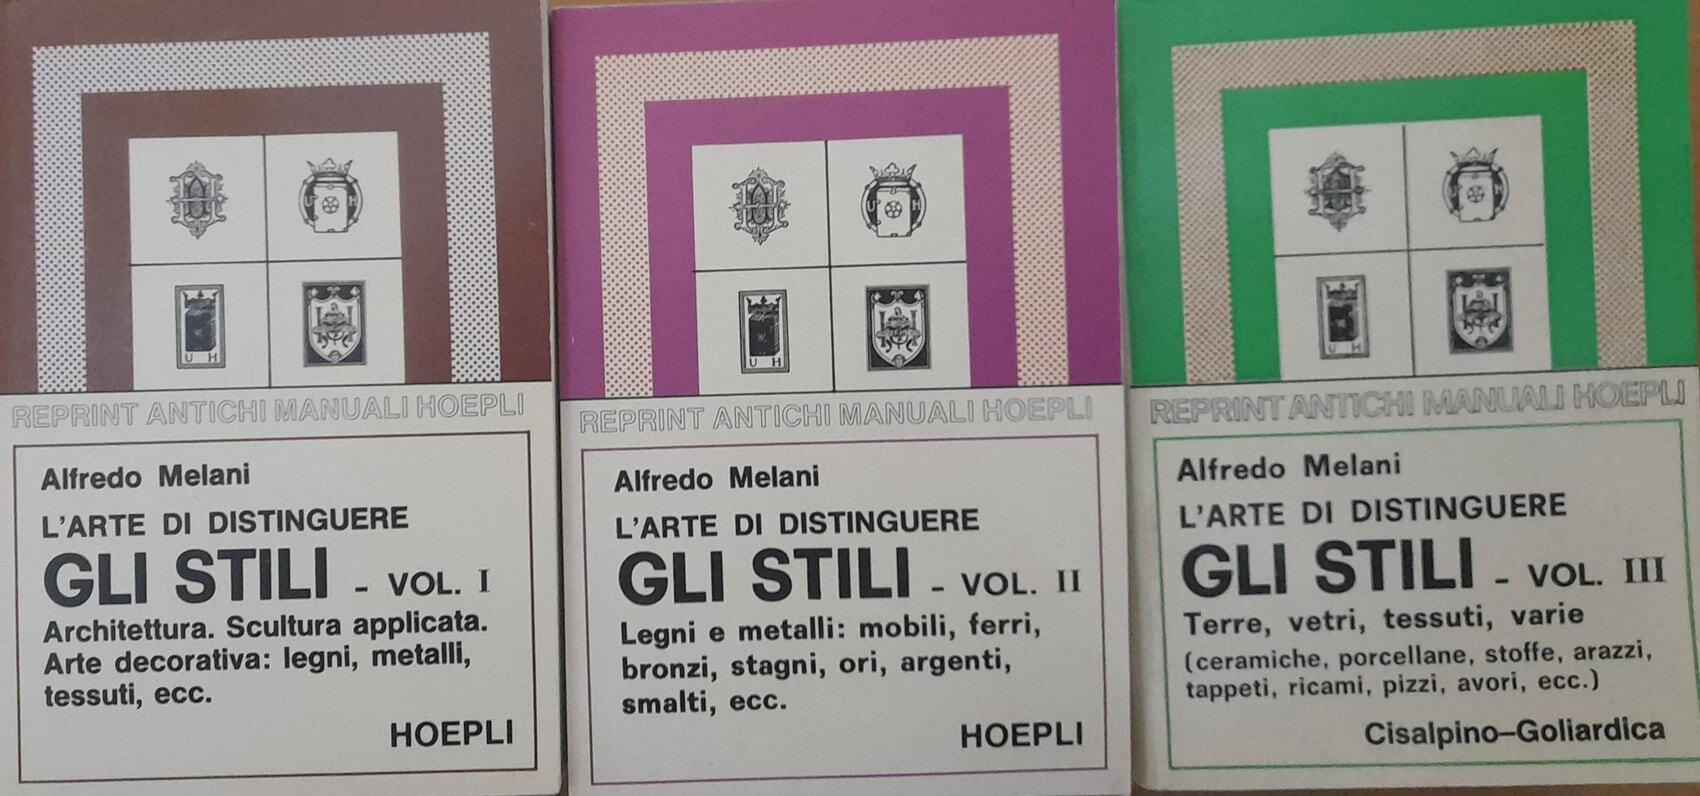 REPRINT ANTICHI MANUALI HOEPLI
Alfredo Melani
L'ARTE DI DISTINGUERE
GLI STILI - VOL. I
Architettura. Scultura applicata.
Arte decorativa: legni, metalli,
tessuti, ecc.
HOEPLI
REPRINT ANTICHI MANUALI HOEPLI
Alfredo Melani
L'ARTE DI DISTINGUERE
GLI STILI - VOL. II
Legni e metalli: mobili, ferri,
bronzi, stagni, ori, argenti,
smalti, ecc.
HOEPLI
REPRINT ANTICHI MANUALI HOEPLI
Alfredo Melani
L'ARTE DI DISTINGUERE
GLI STILI - VOL. III
Terre, vetri, tessuti, varie
(ceramiche, porcellane, stoffe, arazzi,
tappeti, ricami, pizzi, avori, ecc.)
Cisalpino–Goliardica